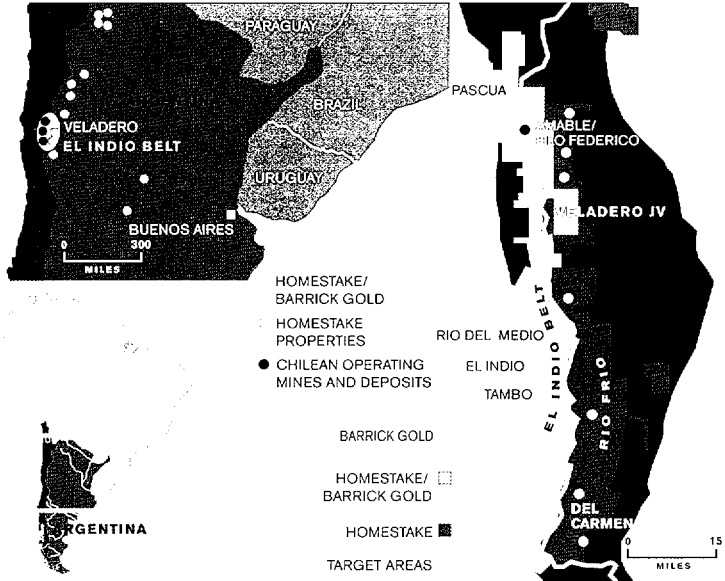 PARAGUAY
BRAZIL
URUGUAY
VELADERO
EL INDIO BELT
BUENOS AIRES
0 300
MILES
HOMESTAKE/
BARRICK GOLD
HOMESTAKE
PROPERTIES
CHILEAN OPERATING
MINES AND DEPOSITS
ARGENTINA
BARRICK GOLD
HOMESTAKE/
BARRICK GOLD
HOMESTAKE
TARGET AREAS
PASCUA
AMABLE/
FEDERICO
VELADERO JV
RIO DEL MEDIO
EL INDIO
TAMBO
EL INDIO BELT
RIO FRIO
DEL
CARMEN
0 15
MILES